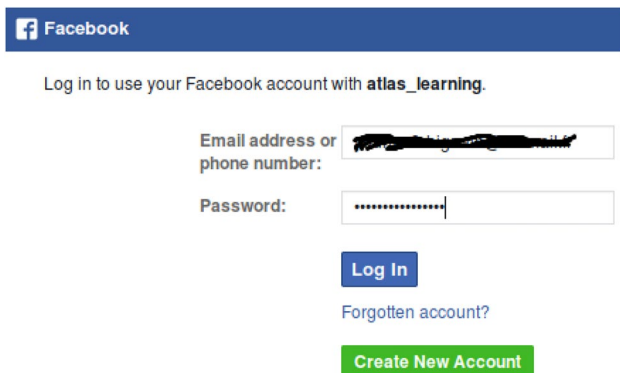 Facebook
Log in to use your Facebook account with atlas_learning.
Email address or
phone number:
Password: ••••••••••••••••
Log In
Forgotten account?
Create New Account